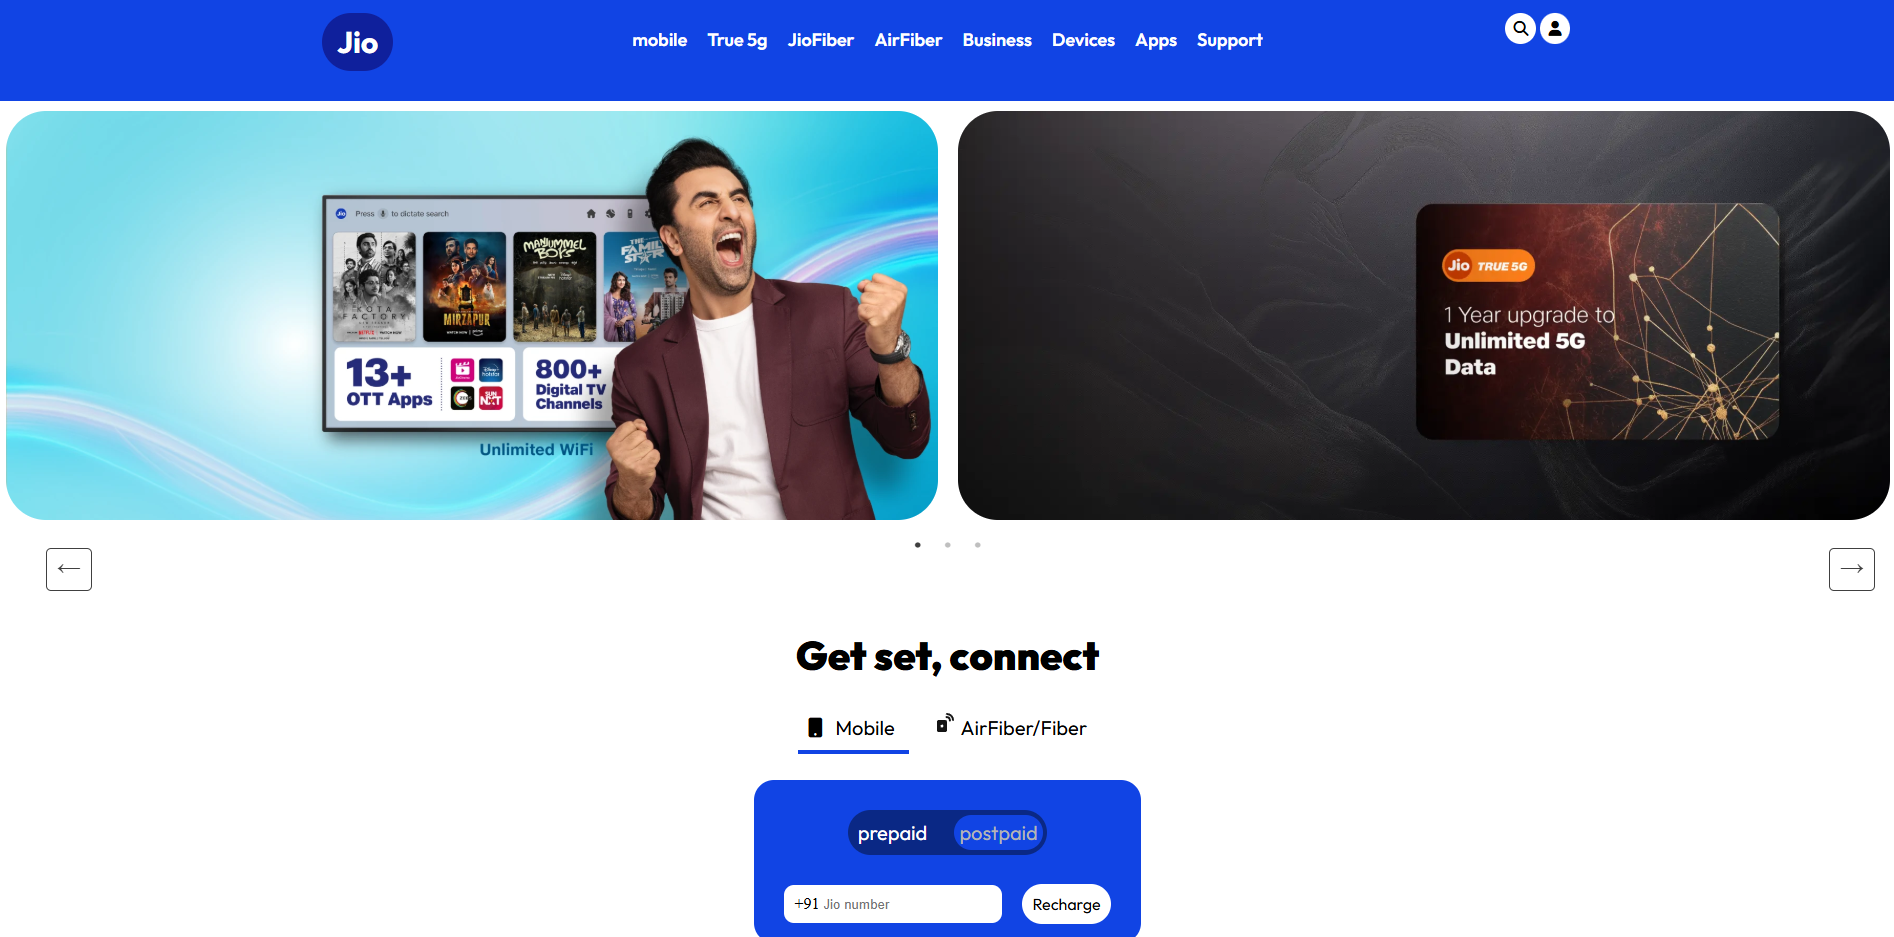 Jio
mobile True 5g JioFiber AirFiber Business Devices Apps Support
Jio Press to dictate search
KOTA FACTORY
MIRZAPUR
MANJUMMEL BOYS
THE FAMILY STAR
13+
OTT Apps
800+
Digital TV
Channels
Unlimited WiFi
Jio TRUE 5G
1 Year upgrade to
Unlimited 5G
Data
Get set, connect
Mobile AirFiber/Fiber
prepaid postpaid
+91 Jio number
Recharge